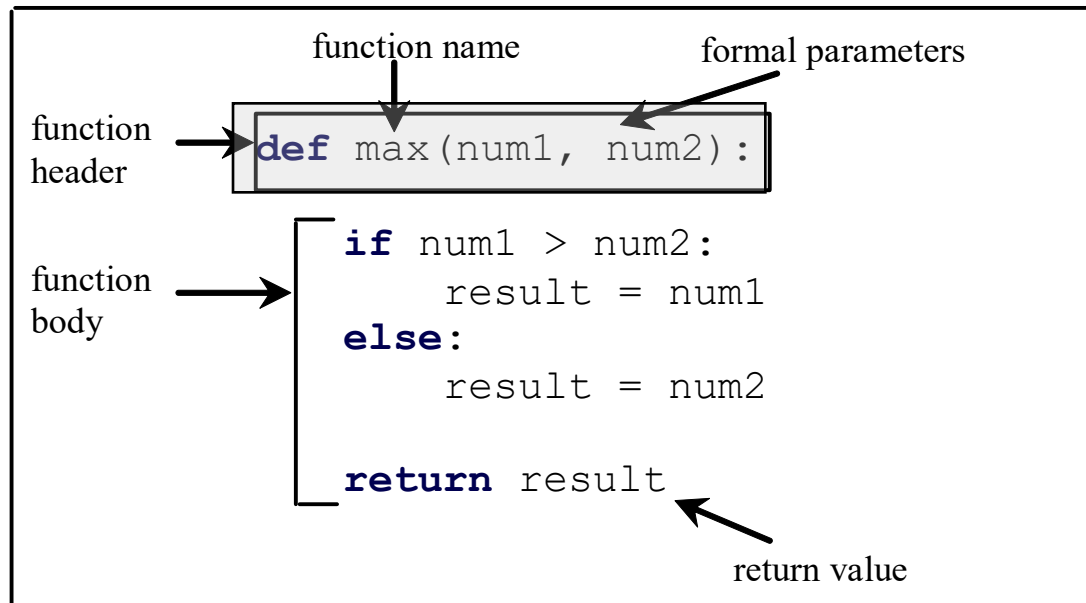 function name
formal parameters
function
header
def max(num1, num2):
if num1 > num2:
result = num1
function
body
else:
result = num2
return result
return value